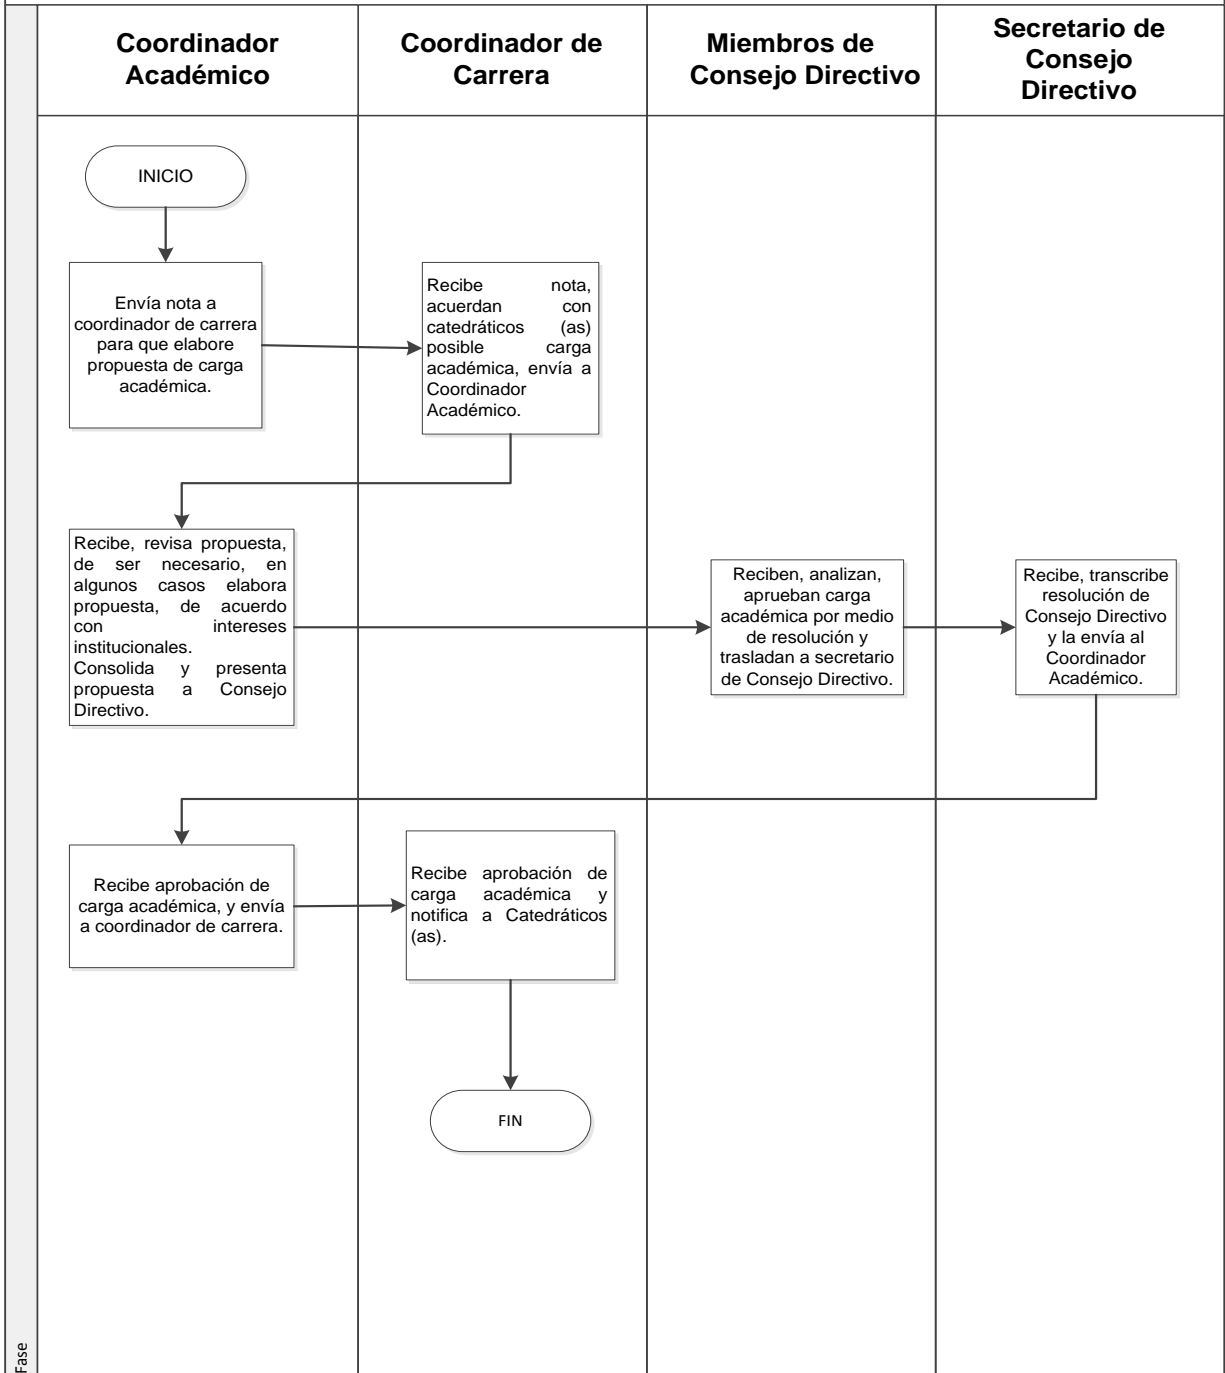 Coordinador
Académico
Coordinador de
Carrera
Miembros de
Consejo Directivo
Secretario de
Consejo
Directivo
INICIO
Envía nota a
coordinador de carrera
para que elabore
propuesta de carga
académica.
Recibe nota,
acuerdan con
catedráticos (as)
posible carga
académica, envía a
Coordinador
Académico.
Recibe, revisa propuesta,
de ser necesario, en
algunos casos elabora
propuesta, de acuerdo
con intereses
institucionales.
Consolida y presenta
propuesta a Consejo
Directivo.
Reciben, analizan,
aprueban carga
académica por medio
de resolución y
trasladan a secretario
de Consejo Directivo.
Recibe, transcribe
resolución de
Consejo Directivo
y la envía al
Coordinador
Académico.
Recibe aprobación de
carga académica, y envía
a coordinador de carrera.
Recibe aprobación de
carga académica y
notifica a Catedráticos
(as).
FIN
Fase